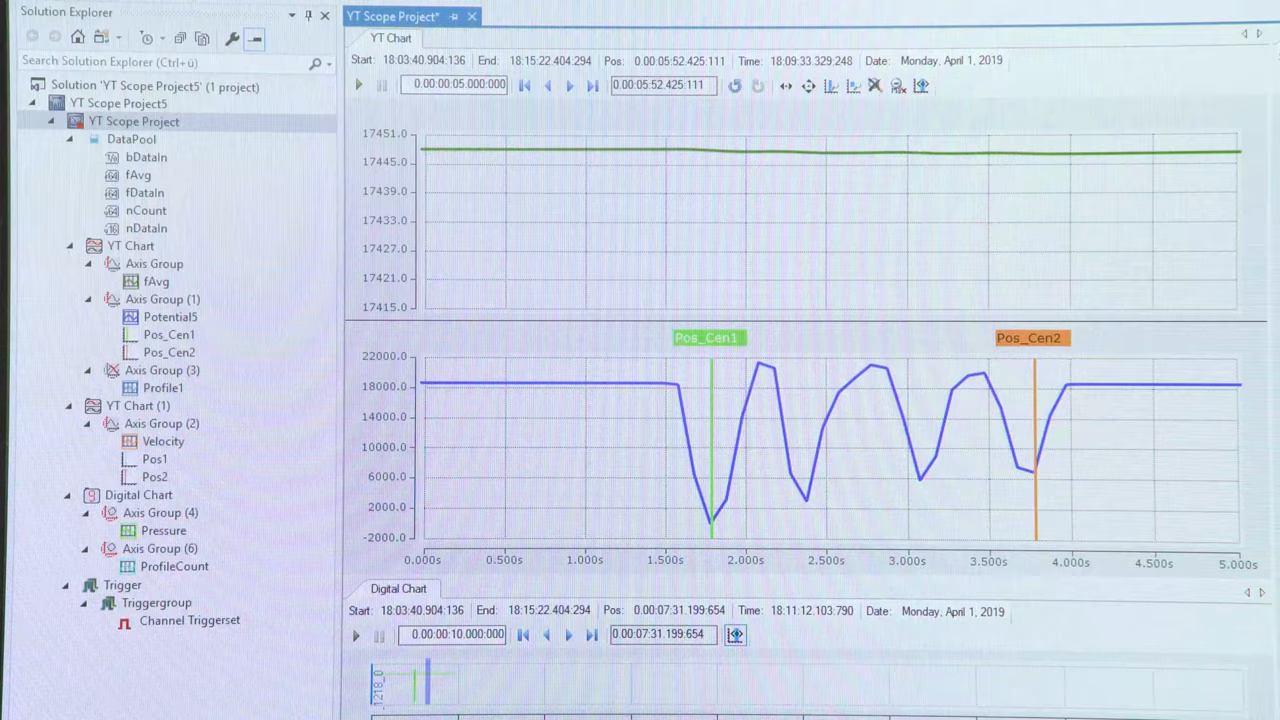 Solution Explorer
Search Solution Explorer (Ctrl+ü)
Solution 'YT Scope Project5' (1 project)
YT Scope Project5
YT Scope Project
DataPool
bDataIn
fAvg
fDataIn
nCount
nDataIn
YT Chart
Axis Group
fAvg
Axis Group (1)
Potential5
Pos_Cen1
Pos_Cen2
Axis Group (3)
Profile1
YT Chart (1)
Axis Group (2)
Velocity
Pos1
Pos2
Digital Chart
Axis Group (4)
Pressure
Axis Group (6)
ProfileCount
Trigger
Triggergroup
Channel Triggerset
YT Scope Project*
YT Chart
Start: 18:03:40.904:136 End: 18:15:22.404:294 Pos: 0.00:05:52.425:111 Time: 18:09:33.329:248 Date: Monday, April 1, 2019
0.00:00:05.000:000 0.00:05:52.425:111
17451.0
17445.0
17439.0
17433.0
17427.0
17421.0
17415.0
Pos_Cen1 Pos_Cen2
22000.0
18000.0
14000.0
10000.0
6000.0
2000.0
-2000.0
0.000s 0.500s 1.000s 1.500s 2.000s 2.500s 3.000s 3.500s 4.000s 4.500s 5.000s
Digital Chart
Start: 18:03:40.904:136 End: 18:15:22.404:294 Pos: 0.00:07:31.199:654 Time: 18:11:12.103:790 Date: Monday, April 1, 2019
0.00:00:10.000:000 0.00:07:31.199:654